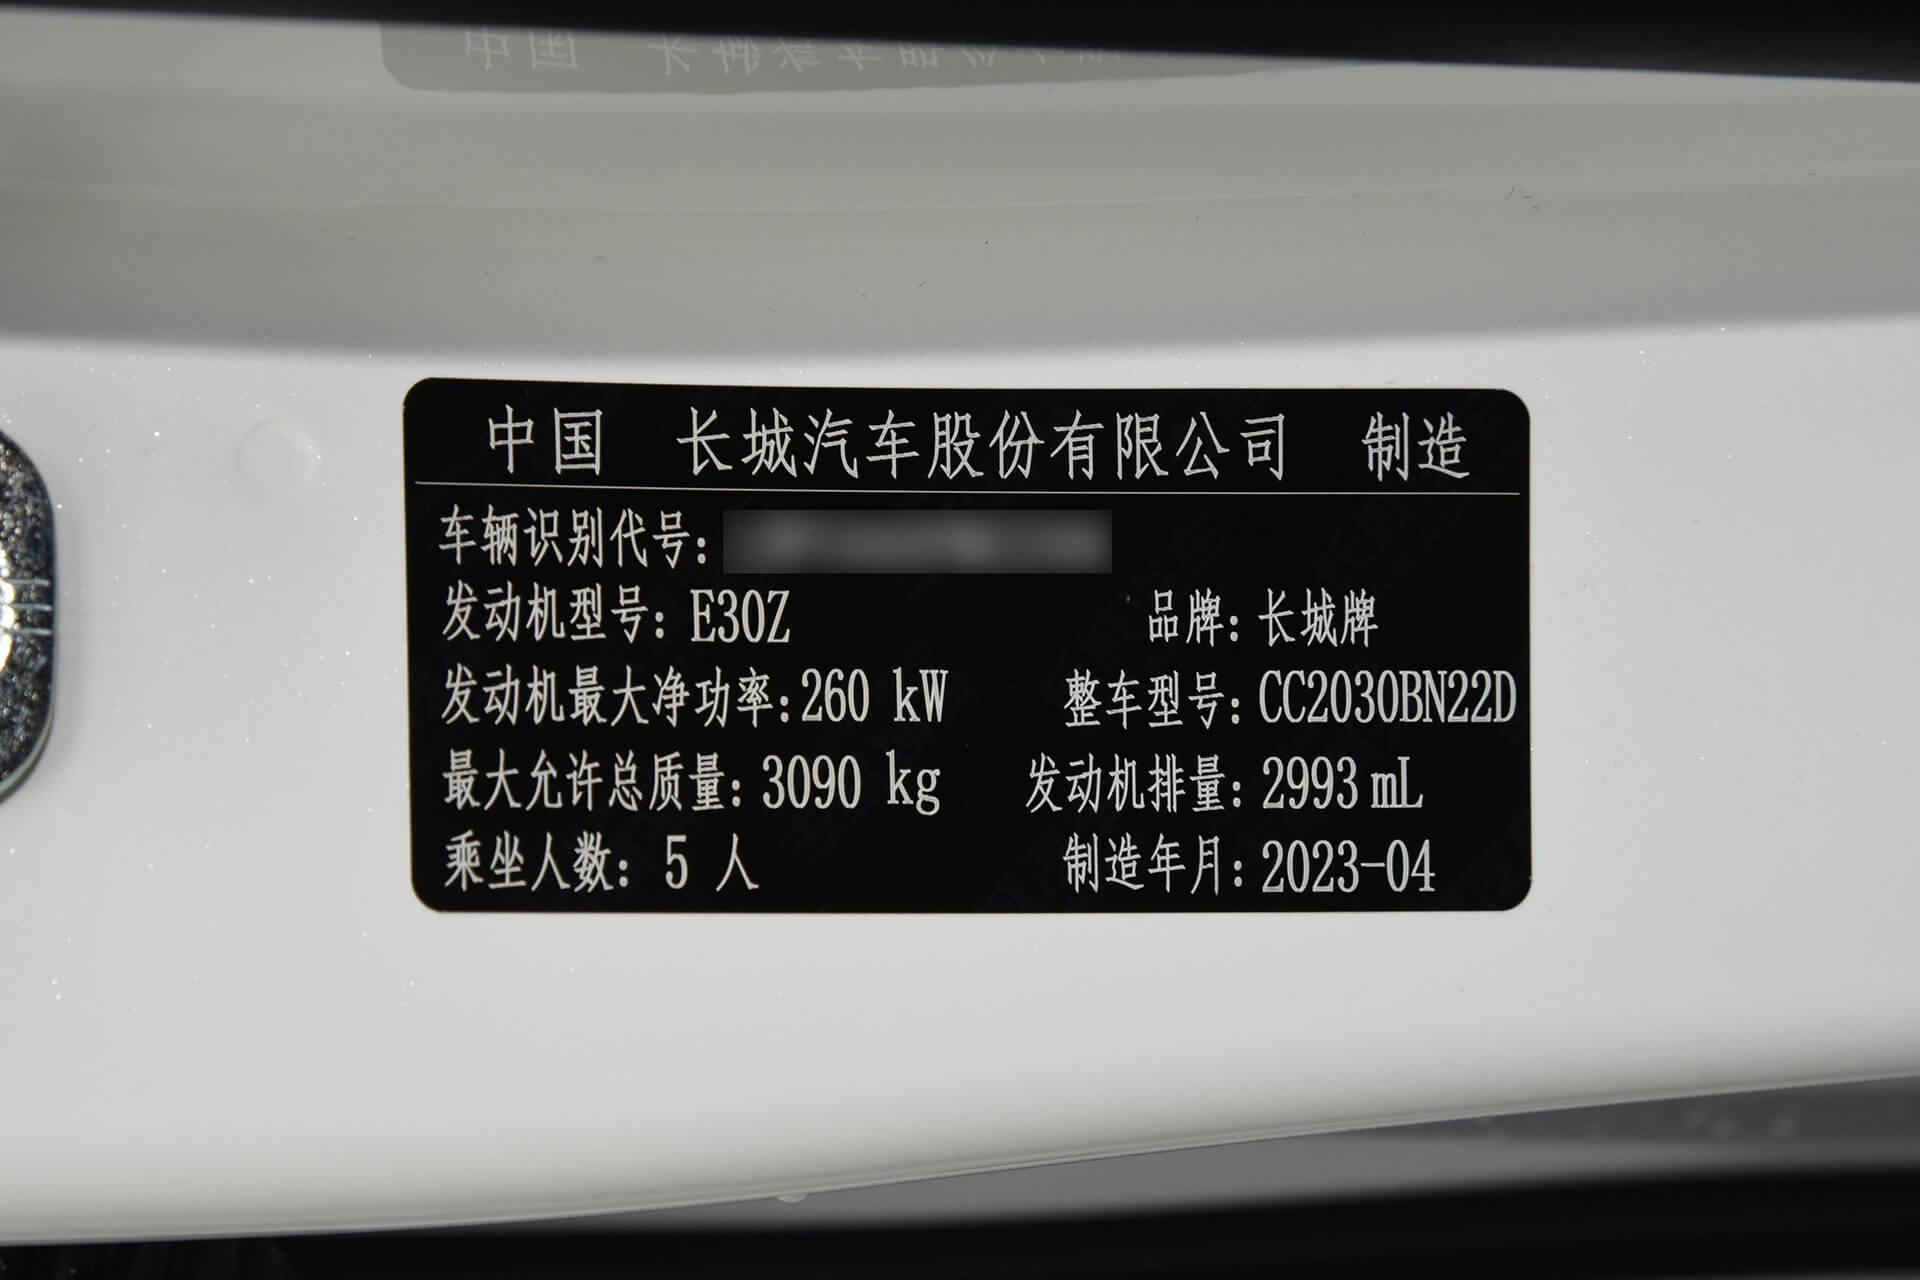 中国 长城汽车股份有限公司 制造
车辆识别代号:
发动机型号: E30Z 品牌: 长城牌
发动机最大净功率: 260 kW 整车型号: CC2030BN22D
最大允许总质量: 3090 kg 发动机排量: 2993 mL
乘坐人数: 5 人 制造年月: 2023-04